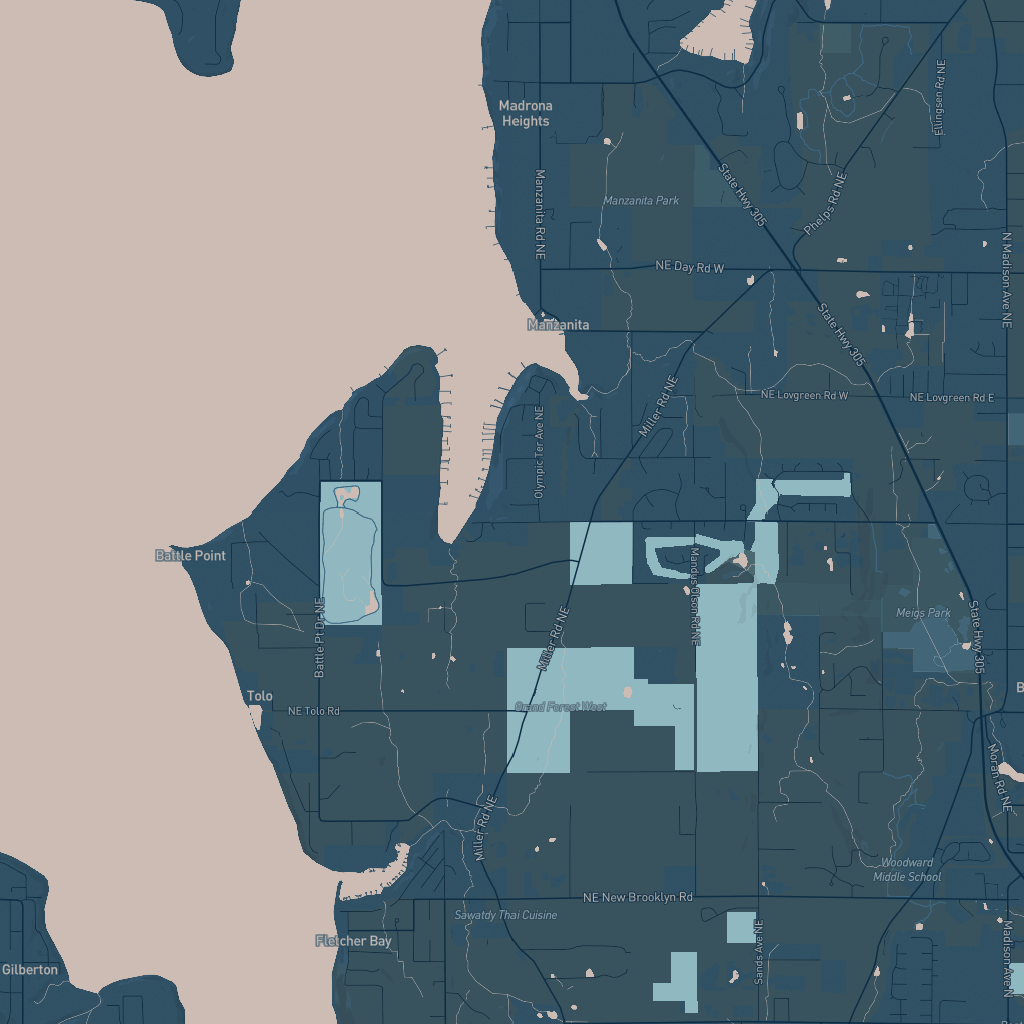 Madrona
Heights
Ellingsen Rd NE
State Hwy 305
Manzanita Rd NE
Manzanita Park
Phelps Rd NE
NE Day Rd W
N Madison Ave NE
Manzanita
State Hwy 305
Miller Rd NE
NE Lovgreen Rd W
NE Lovgreen Rd E
Olympic Ter Ave NE
Battle Point
Mandus Olson Rd NE
Meigs Park
Battle Pt Dr NE
Miller Rd NE
State Hwy 305
Tolo
B
NE Tolo Rd
Grand Forest West
Moran Rd NE
Miller Rd NE
Woodward
Middle School
NE New Brooklyn Rd
Sawatdy Thai Cuisine
Fletcher Bay
Sands Ave NE
Madison Ave N
Gilberton